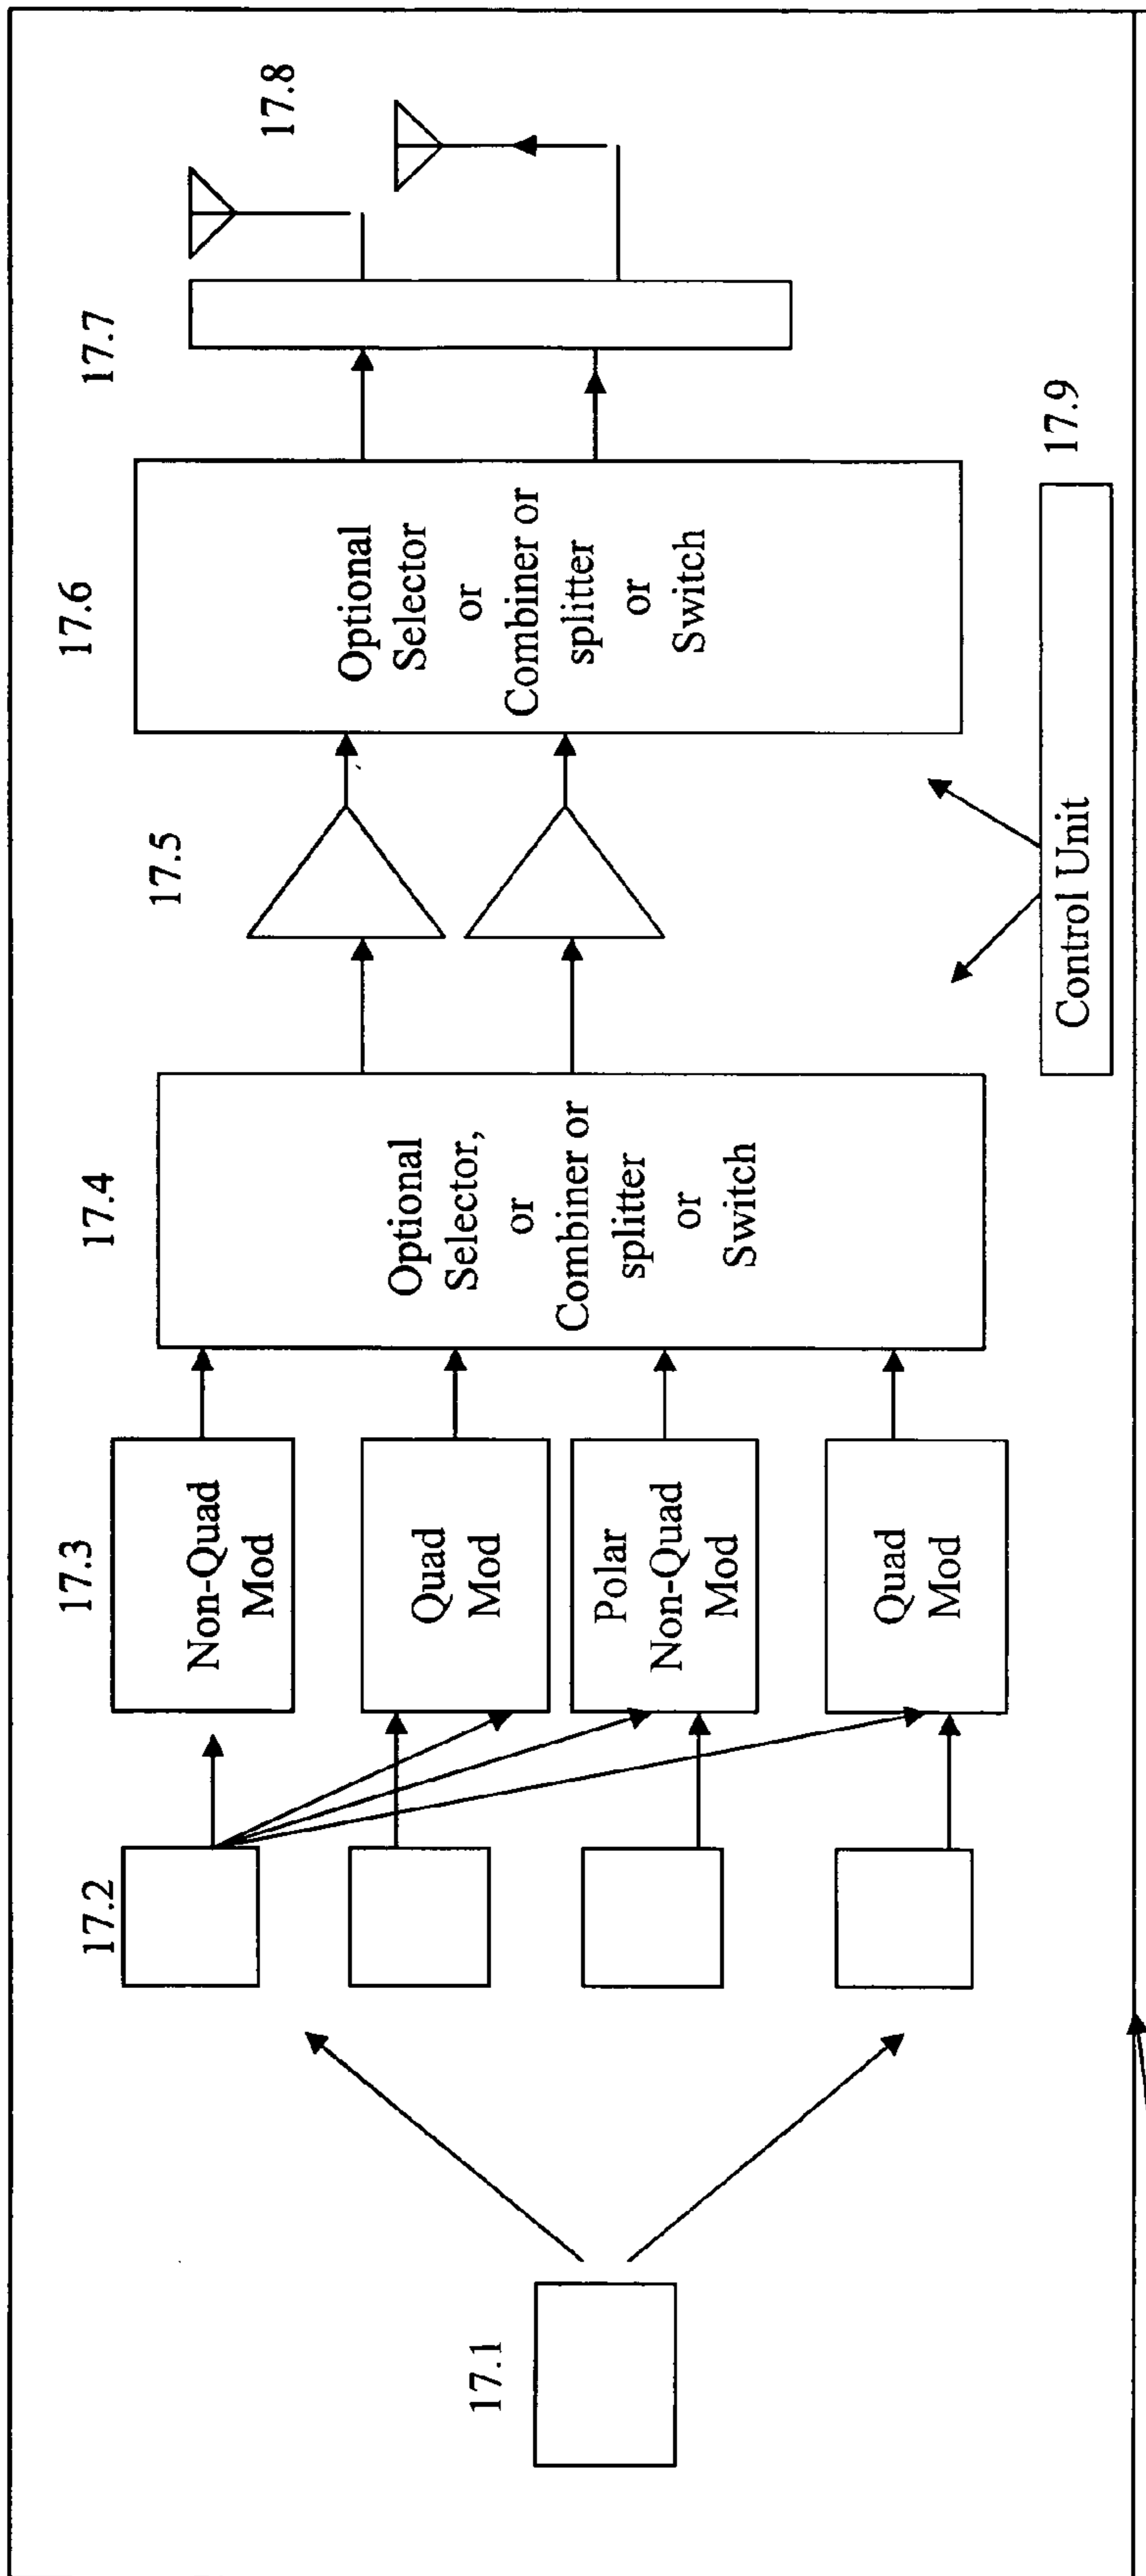 17.1
17.2
17.3
Non-Quad
Mod
Quad
Mod
Polar
Non-Quad
Mod
Quad
Mod
17.4
Optional
Selector,
or
Combiner or
splitter
or
Switch
17.5
17.6
Optional
Selector
or
Combiner or
splitter
or
Switch
17.7
17.8
Control Unit
17.9